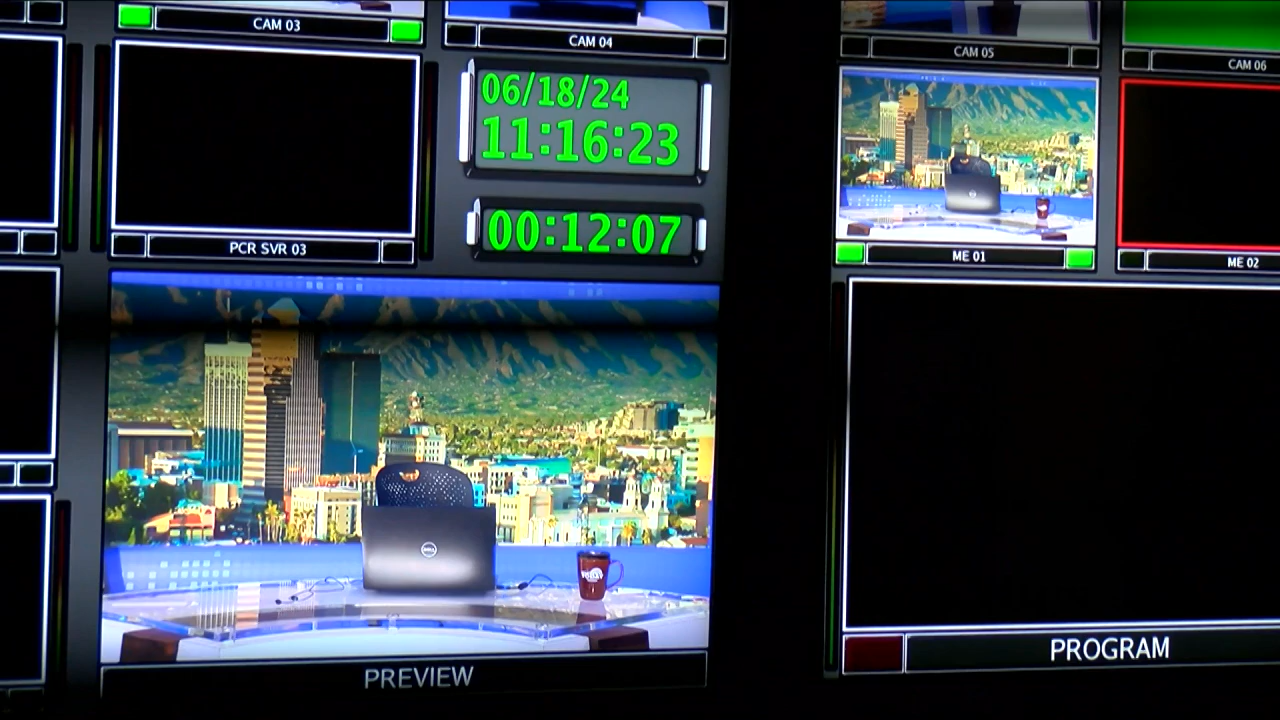 CAM 03
CAM 04
CAM 05
CAM 06
06/18/24
11:16:23
PCR SVR 03
00:12:07
ME 01
ME 02
DELL
PREVIEW
PROGRAM